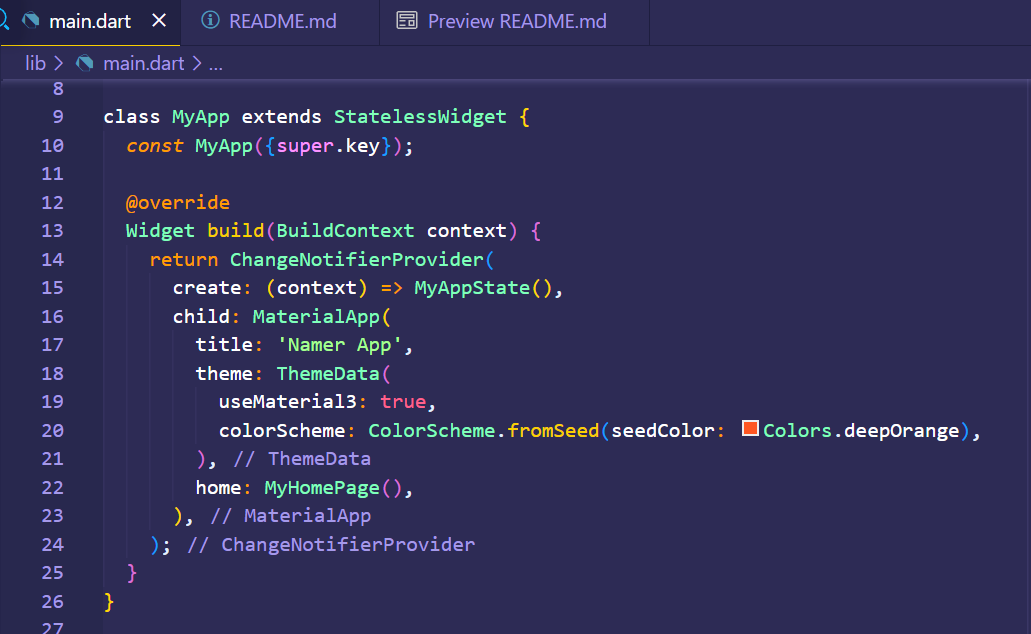 main.dart README.md Preview README.md
lib > main.dart > ...
8
9 class MyApp extends StatelessWidget {
10   const MyApp({super.key});
11
12   @override
13   Widget build(BuildContext context) {
14     return ChangeNotifierProvider(
15       create: (context) => MyAppState(),
16       child: MaterialApp(
17         title: 'Namer App',
18         theme: ThemeData(
19           useMaterial3: true,
20           colorScheme: ColorScheme.fromSeed(seedColor: Colors.deepOrange),
21         ), // ThemeData
22         home: MyHomePage(),
23       ), // MaterialApp
24     ); // ChangeNotifierProvider
25   }
26 }
27